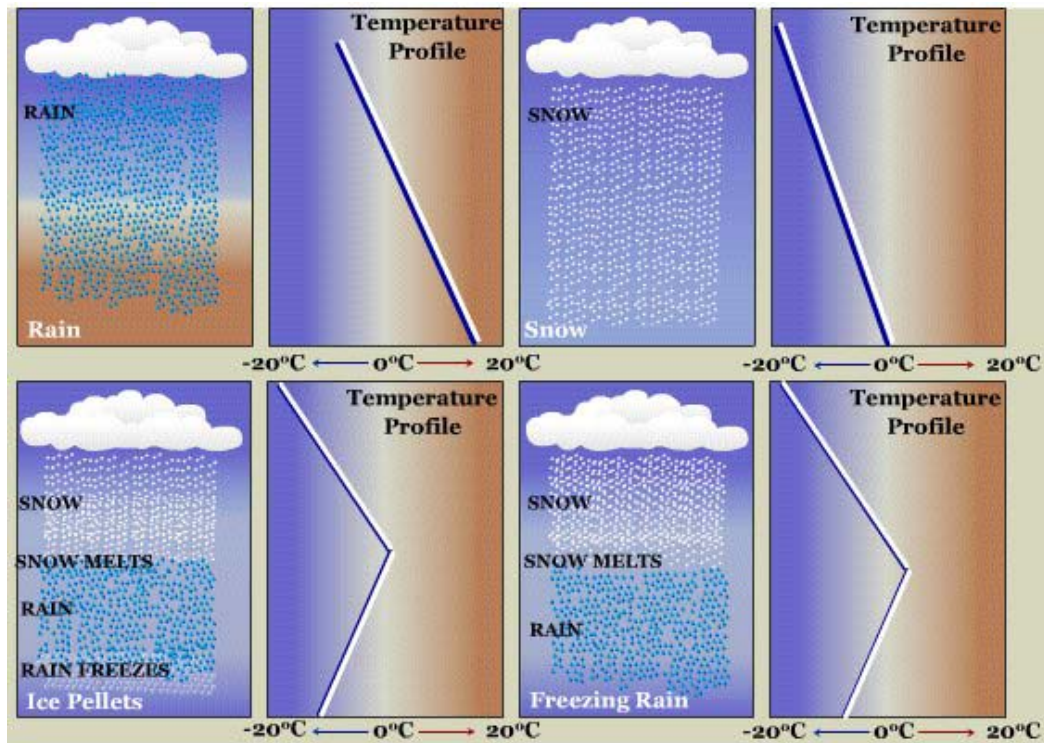 Temperature
Profile
RAIN
Rain
-20°C
0°C
20°C
Temperature
Profile
SNOW
Snow
-20°C
0°C
20°C
Temperature
Profile
SNOW
SNOW MELTS
RAIN
RAIN FREEZES
Ice Pellets
-20°C
0°C
20°C
Temperature
Profile
SNOW
SNOW MELTS
RAIN
Freezing Rain
-20°C
0°C
20°C